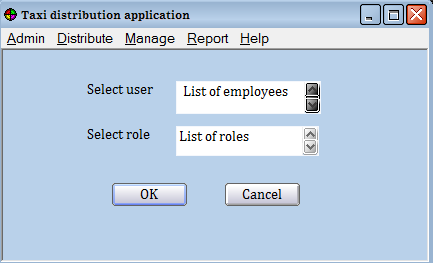 Taxi distribution application
Admin Distribute Manage Report Help
Select user List of employees
Select role List of roles
OK Cancel